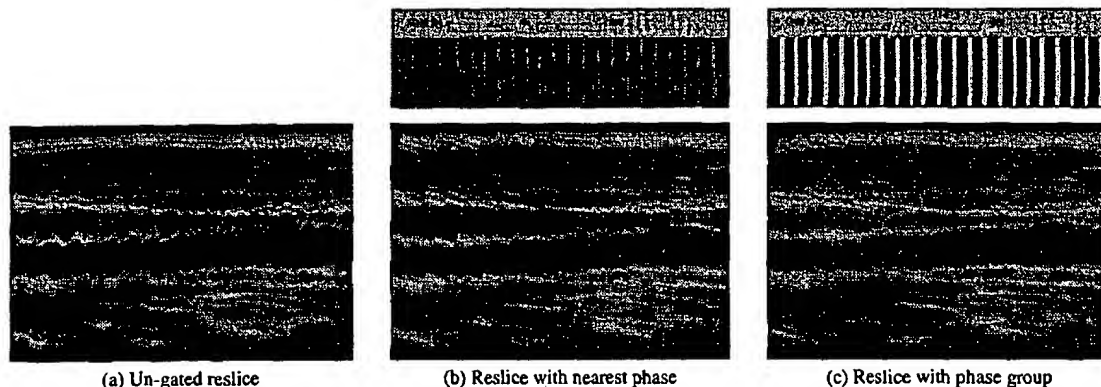 (a) Un-gated reslice
(b) Reslice with nearest phase
(c) Reslice with phase group